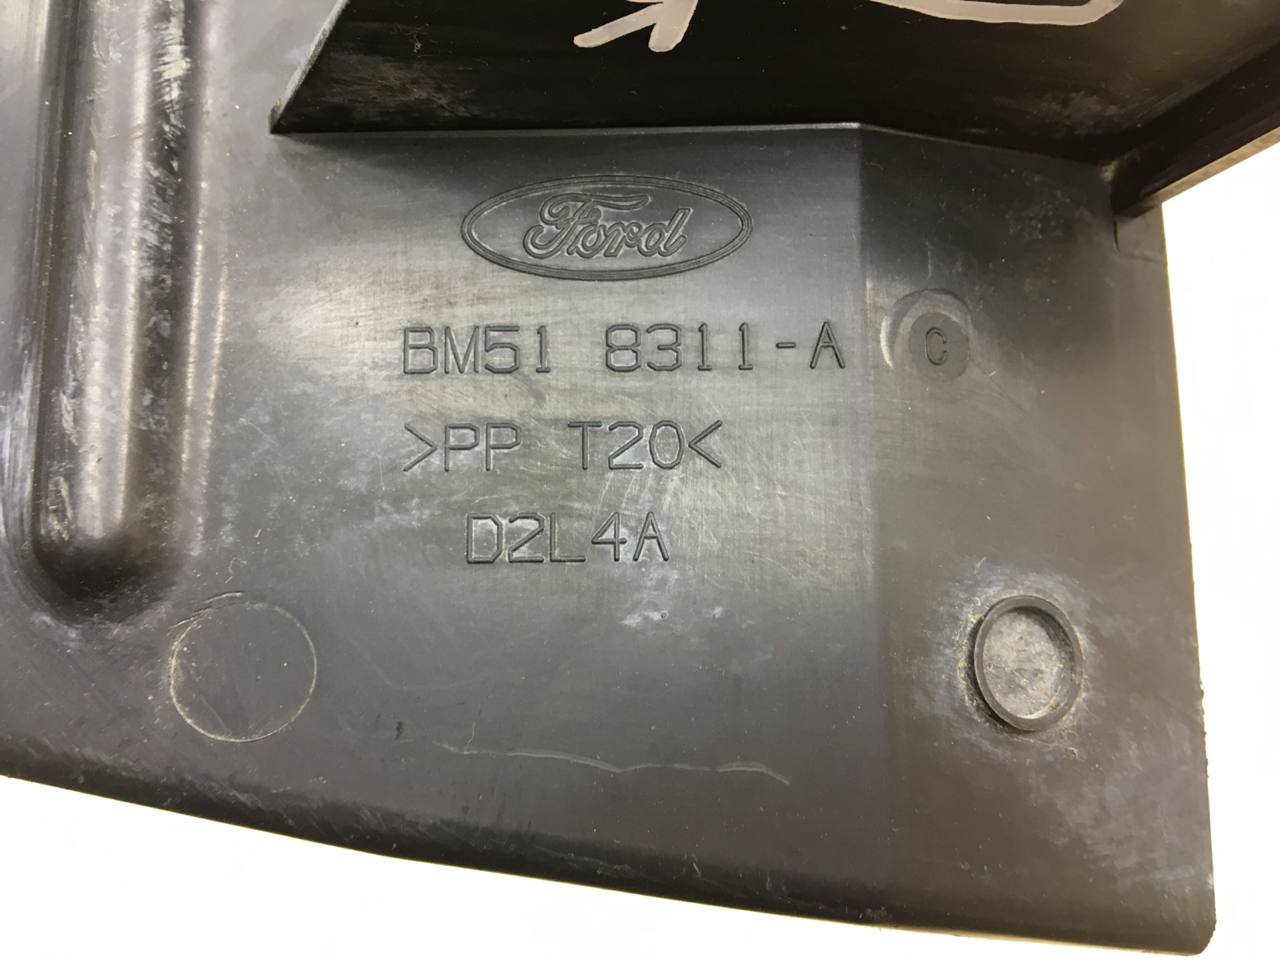 Ford
BM51 8311-A C
>PP T20<
D2L4A